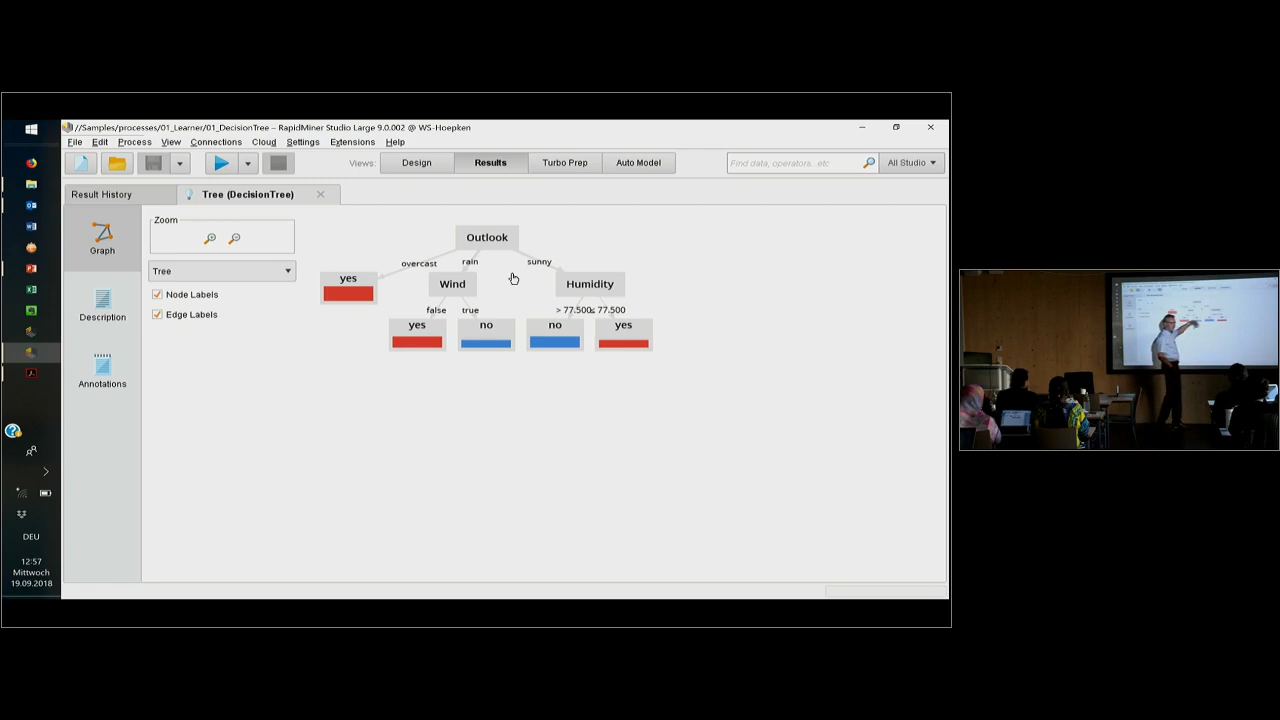 //Samples/processes/01_Learner/01_DecisionTree – RapidMiner Studio Large 9.0.002 @ WS-Hoepken
File Edit Process View Connections Cloud Settings Extensions Help
Views: Design Results Turbo Prep Auto Model Find data, operators...etc All Studio
Result History Tree (DecisionTree)
Zoom
Graph
Tree
Node Labels
Edge Labels
Description
Annotations
Outlook
overcast rain sunny
yes Wind Humidity
false true > 77.500 ≤ 77.500
yes no no yes
DEU
12:57
Mittwoch
19.09.2018